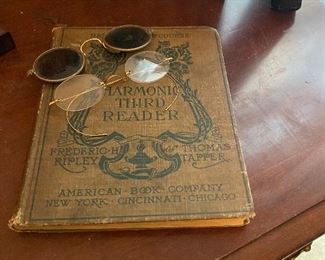 COURSE
HARMONIC
THIRD
READER
FREDERIC · H
RIPLEY
THOMAS
TAPPER
AMERICAN · BOOK · COMPANY
NEW YORK · CINCINNATI · CHICAGO